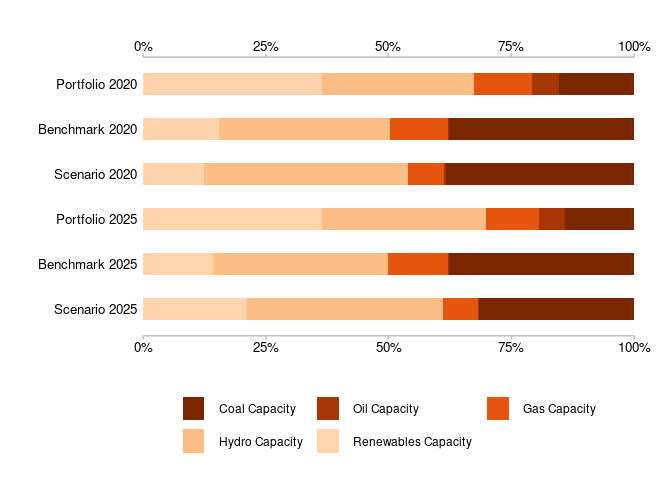 0% 25% 50% 75% 100%
Portfolio 2020
Benchmark 2020
Scenario 2020
Portfolio 2025
Benchmark 2025
Scenario 2025
0% 25% 50% 75% 100%
Coal Capacity Oil Capacity Gas Capacity
Hydro Capacity Renewables Capacity